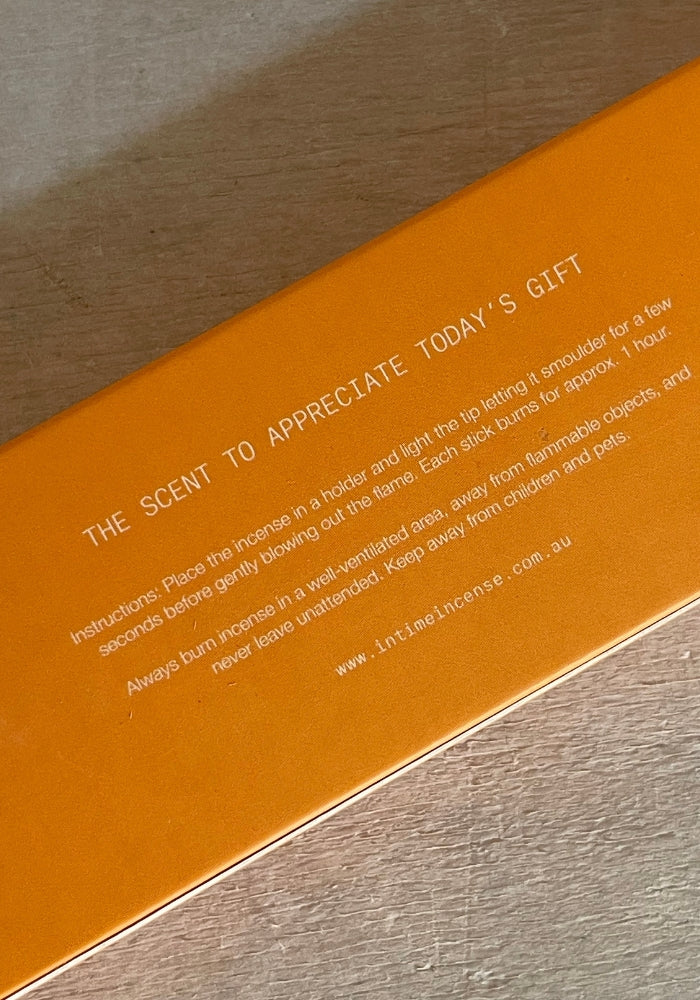 THE SCENT TO APPRECIATE TODAY'S GIFT
Instructions: Place the incense in a holder and light the tip letting it smoulder for a few
seconds before gently blowing out the flame. Each stick burns for approx. 1 hour.
Always burn incense in a well-ventilated area, away from flammable objects, and
never leave unattended. Keep away from children and pets.
www.intimeincense.com.au